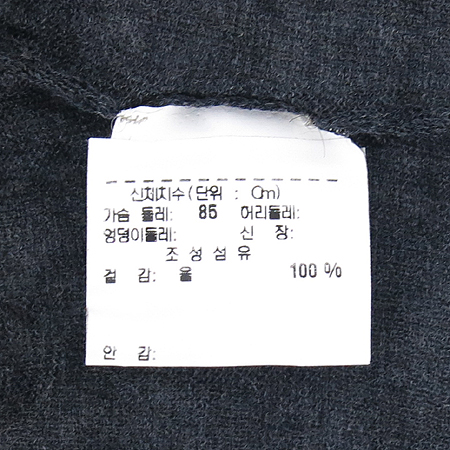 신체치수(단위 : Cm)
가슴 둘레: 85 허리둘레:
엉덩이둘레: 신 장:
조 성 섬 유
겉 감: 울 100 %
안 감: